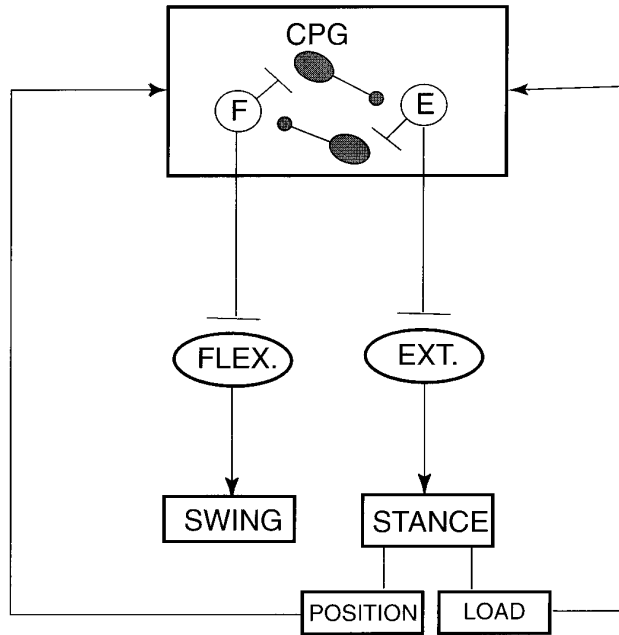 CPG
F
E
FLEX.
EXT.
SWING
STANCE
POSITION
LOAD